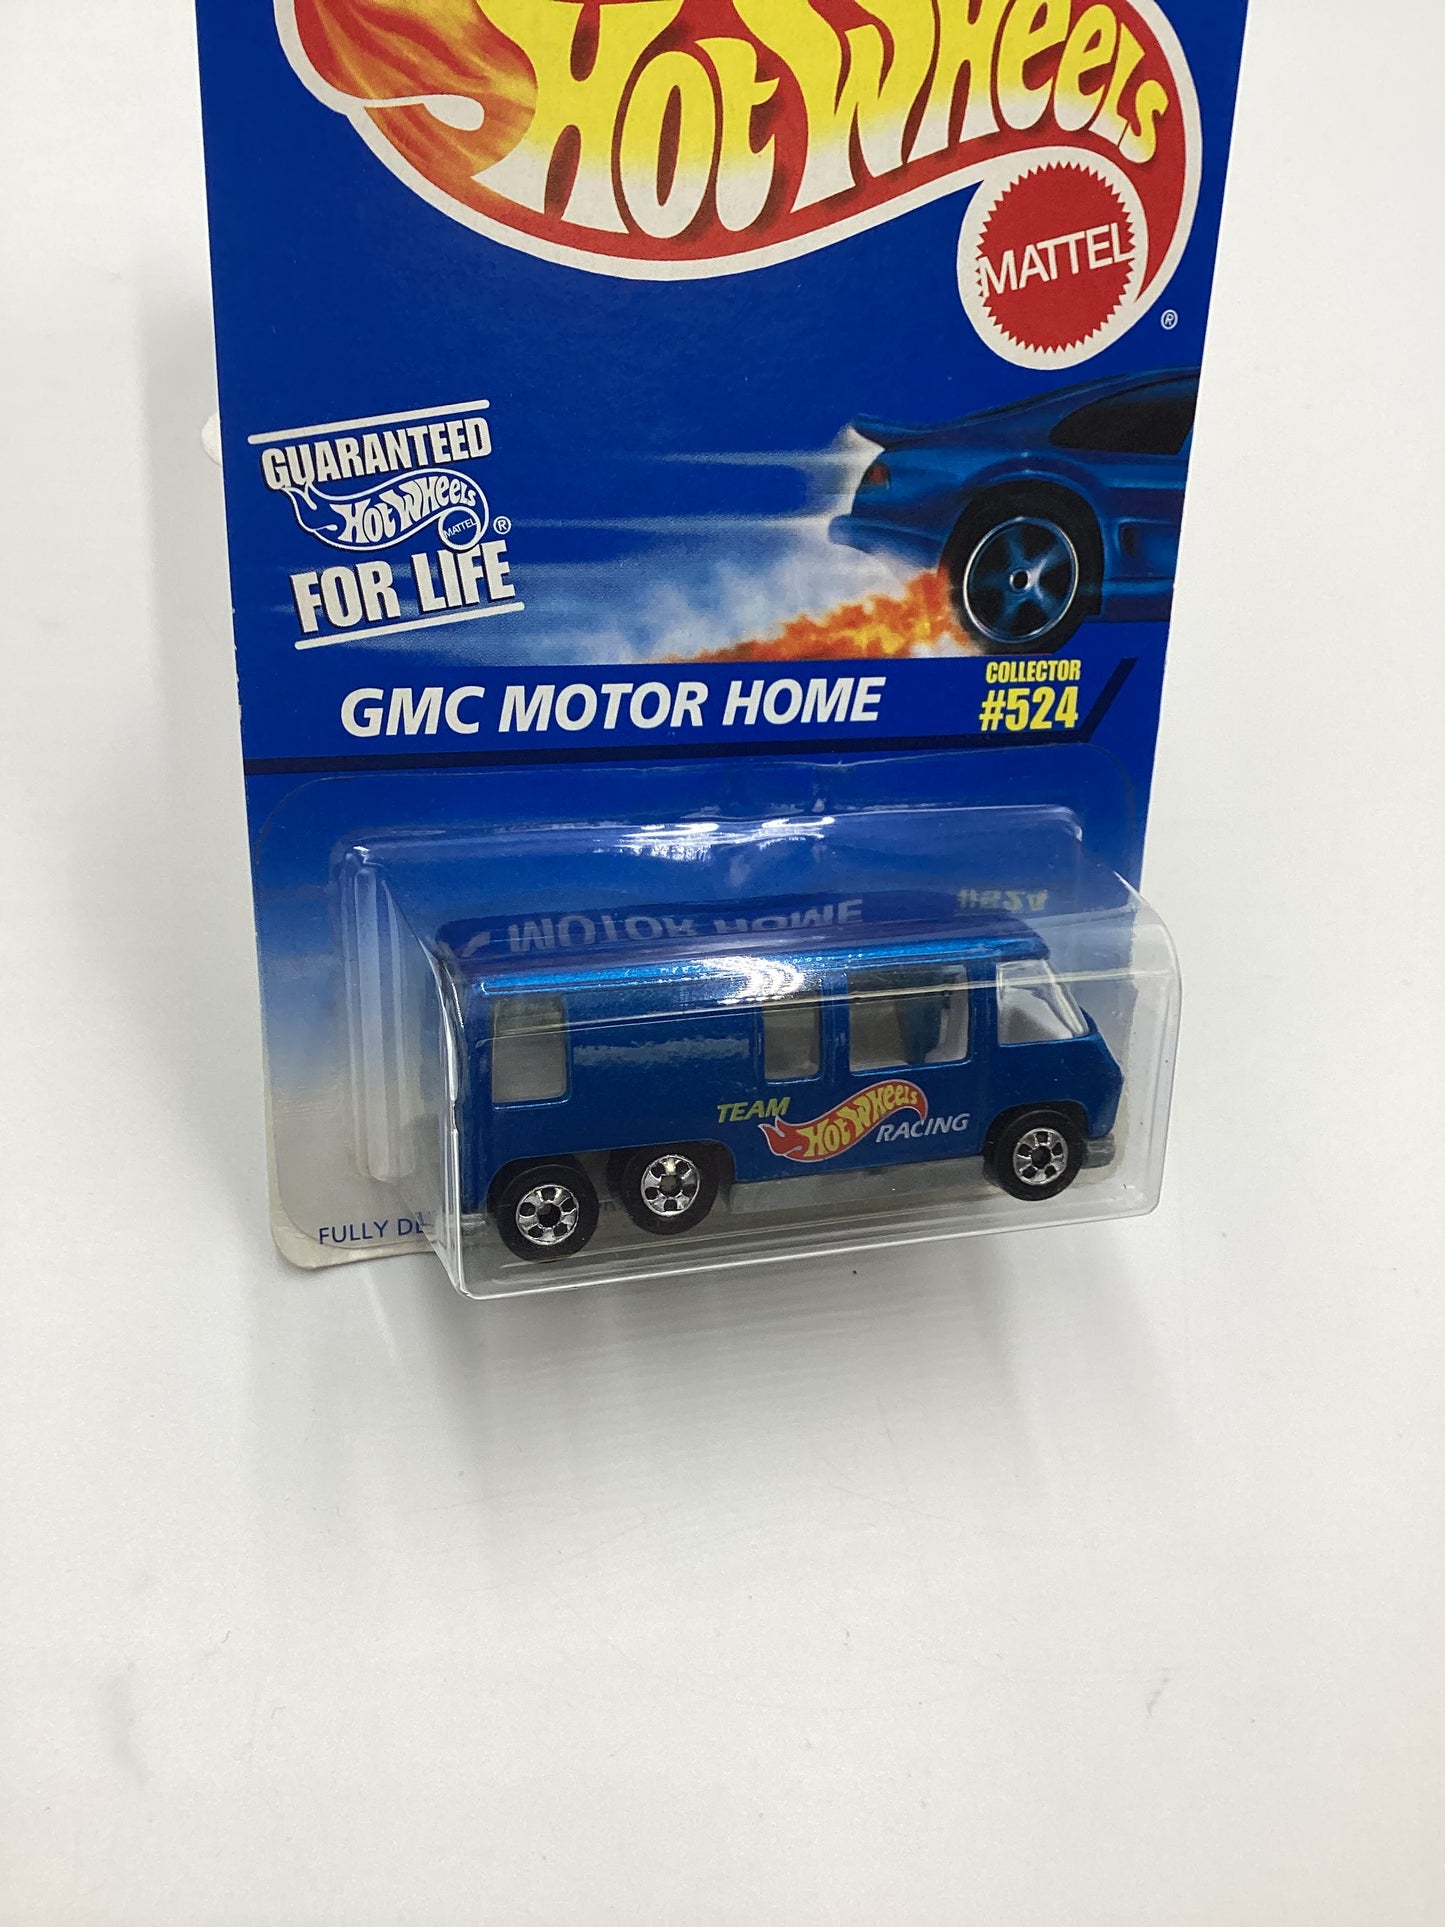 Hot Wheels
MATTEL
®
GUARANTEED
Hot Wheels
MATTEL
®
FOR LIFE
COLLECTOR
GMC MOTOR HOME
#524
MOTOR HOME
#524
TEAM
Hot Wheels
RACING
FULLY